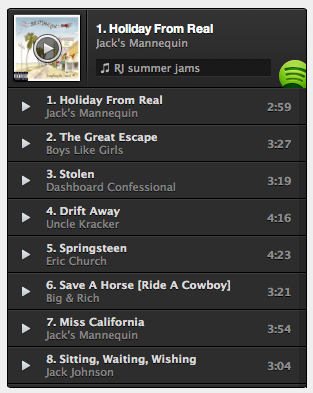 1. Holiday From Real
Jack's Mannequin
RJ summer jams
1. Holiday From Real
2:59
Jack's Mannequin
2. The Great Escape
3:27
Boys Like Girls
3. Stolen
3:19
Dashboard Confessional
4. Drift Away
4:16
Uncle Kracker
5. Springsteen
4:23
Eric Church
6. Save A Horse [Ride A Cowboy]
3:21
Big & Rich
7. Miss California
3:54
Jack's Mannequin
8. Sitting, Waiting, Wishing
3:04
Jack Johnson